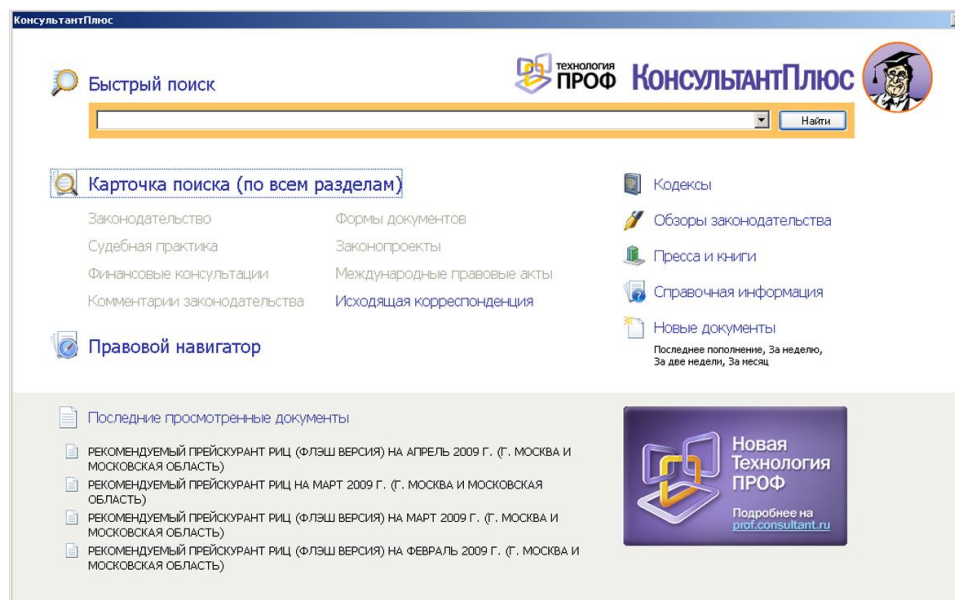 КонсультантПлюс
Быстрый поиск
технология
ПРОФ
КонсультантПлюс
Найти
Карточка поиска (по всем разделам)
Законодательство
Формы документов
Судебная практика
Законопроекты
Финансовые консультации
Международные правовые акты
Комментарии законодательства
Исходящая корреспонденция
Правовой навигатор
Кодексы
Обзоры законодательства
Пресса и книги
Справочная информация
Новые документы
Последнее пополнение, За неделю,
За две недели, За месяц
Последние просмотренные документы
РЕКОМЕНДУЕМЫЙ ПРЕЙСКУРАНТ РИЦ (ФЛЭШ ВЕРСИЯ) НА АПРЕЛЬ 2009 Г. (Г. МОСКВА И
МОСКОВСКАЯ ОБЛАСТЬ)
РЕКОМЕНДУЕМЫЙ ПРЕЙСКУРАНТ РИЦ НА МАРТ 2009 Г. (Г. МОСКВА И МОСКОВСКАЯ
ОБЛАСТЬ)
РЕКОМЕНДУЕМЫЙ ПРЕЙСКУРАНТ РИЦ (ФЛЭШ ВЕРСИЯ) НА МАРТ 2009 Г. (Г. МОСКВА И
МОСКОВСКАЯ ОБЛАСТЬ)
РЕКОМЕНДУЕМЫЙ ПРЕЙСКУРАНТ РИЦ (ФЛЭШ ВЕРСИЯ) НА ФЕВРАЛЬ 2009 Г. (Г. МОСКВА И
МОСКОВСКАЯ ОБЛАСТЬ)
Новая
Технология
ПРОФ
Подробнее на
prof.consultant.ru